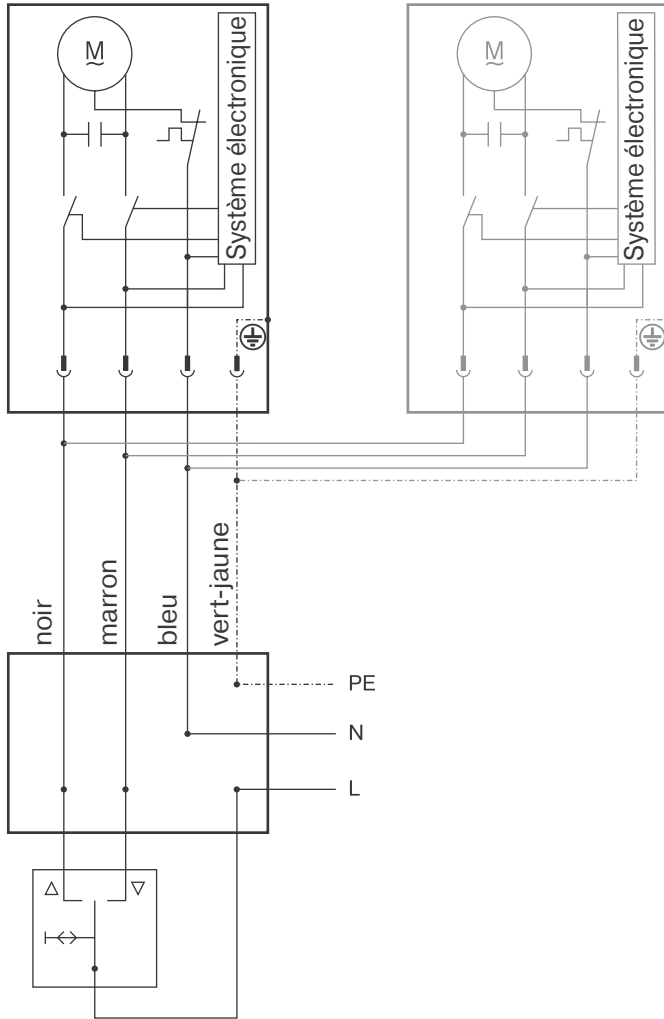 M
~
Système électronique
M
~
Système électronique
noir
marron
bleu
vert-jaune
PE
N
L